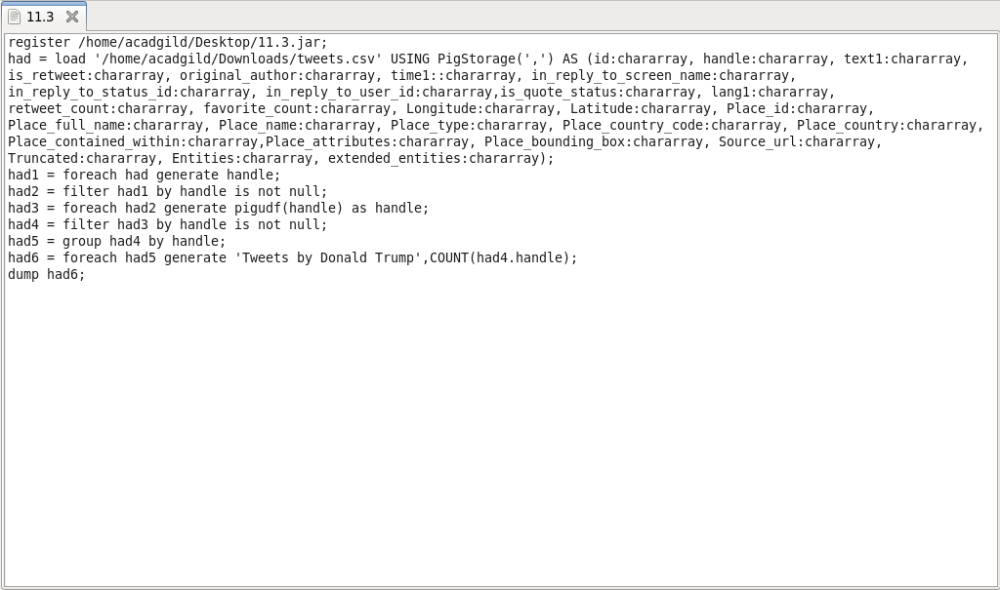 11.3
register /home/acadgild/Desktop/11.3.jar;
had = load '/home/acadgild/Downloads/tweets.csv' USING PigStorage(',') AS (id:chararray, handle:chararray, text1:chararray,
is_retweet:chararray, original_author:chararray, time1::chararray, in_reply_to_screen_name:chararray,
in_reply_to_status_id:chararray, in_reply_to_user_id:chararray,is_quote_status:chararray, lang1:chararray,
retweet_count:chararray, favorite_count:chararray, Longitude:chararray, Latitude:chararray, Place_id:chararray,
Place_full_name:chararray, Place_name:chararray, Place_type:chararray, Place_country_code:chararray, Place_country:chararray,
Place_contained_within:chararray,Place_attributes:chararray, Place_bounding_box:chararray, Source_url:chararray,
Truncated:chararray, Entities:chararray, extended_entities:chararray);
had1 = foreach had generate handle;
had2 = filter had1 by handle is not null;
had3 = foreach had2 generate pigudf(handle) as handle;
had4 = filter had3 by handle is not null;
had5 = group had4 by handle;
had6 = foreach had5 generate 'Tweets by Donald Trump',COUNT(had4.handle);
dump had6;